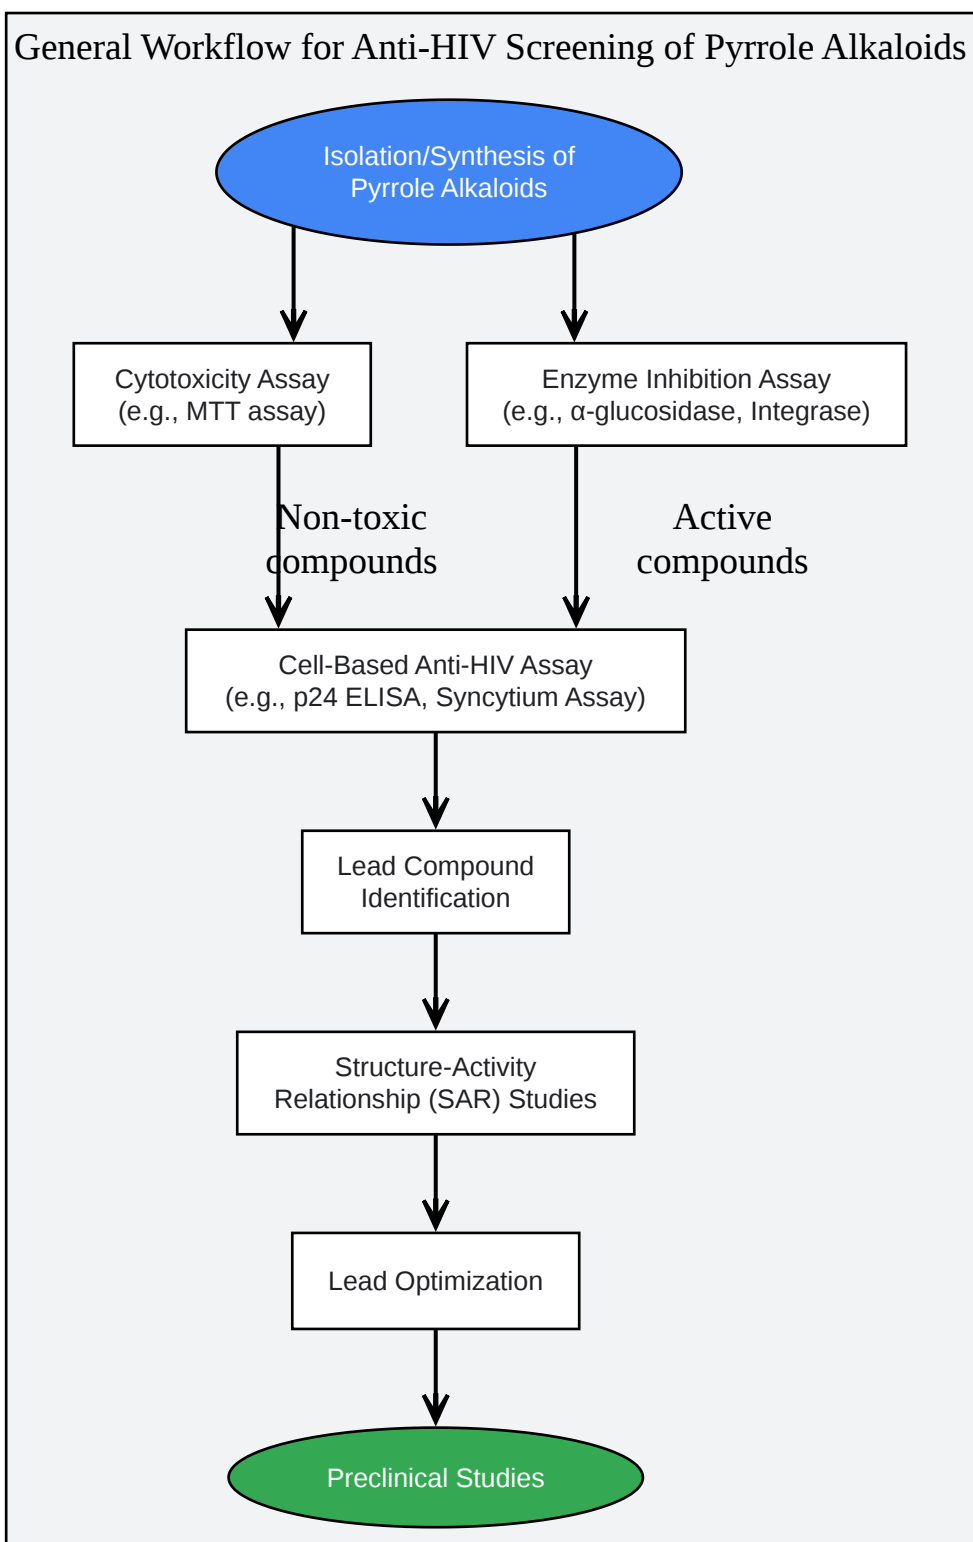 General Workflow for Anti-HIV Screening of Pyrrole Alkaloids
Isolation/Synthesis of
Pyrrole Alkaloids
Cytotoxicity Assay
(e.g., MTT assay)
Enzyme Inhibition Assay
(e.g., α-glucosidase, Integrase)
Non-toxic
compounds
Active
compounds
Cell-Based Anti-HIV Assay
(e.g., p24 ELISA, Syncytium Assay)
Lead Compound
Identification
Structure-Activity
Relationship (SAR) Studies
Lead Optimization
Preclinical Studies